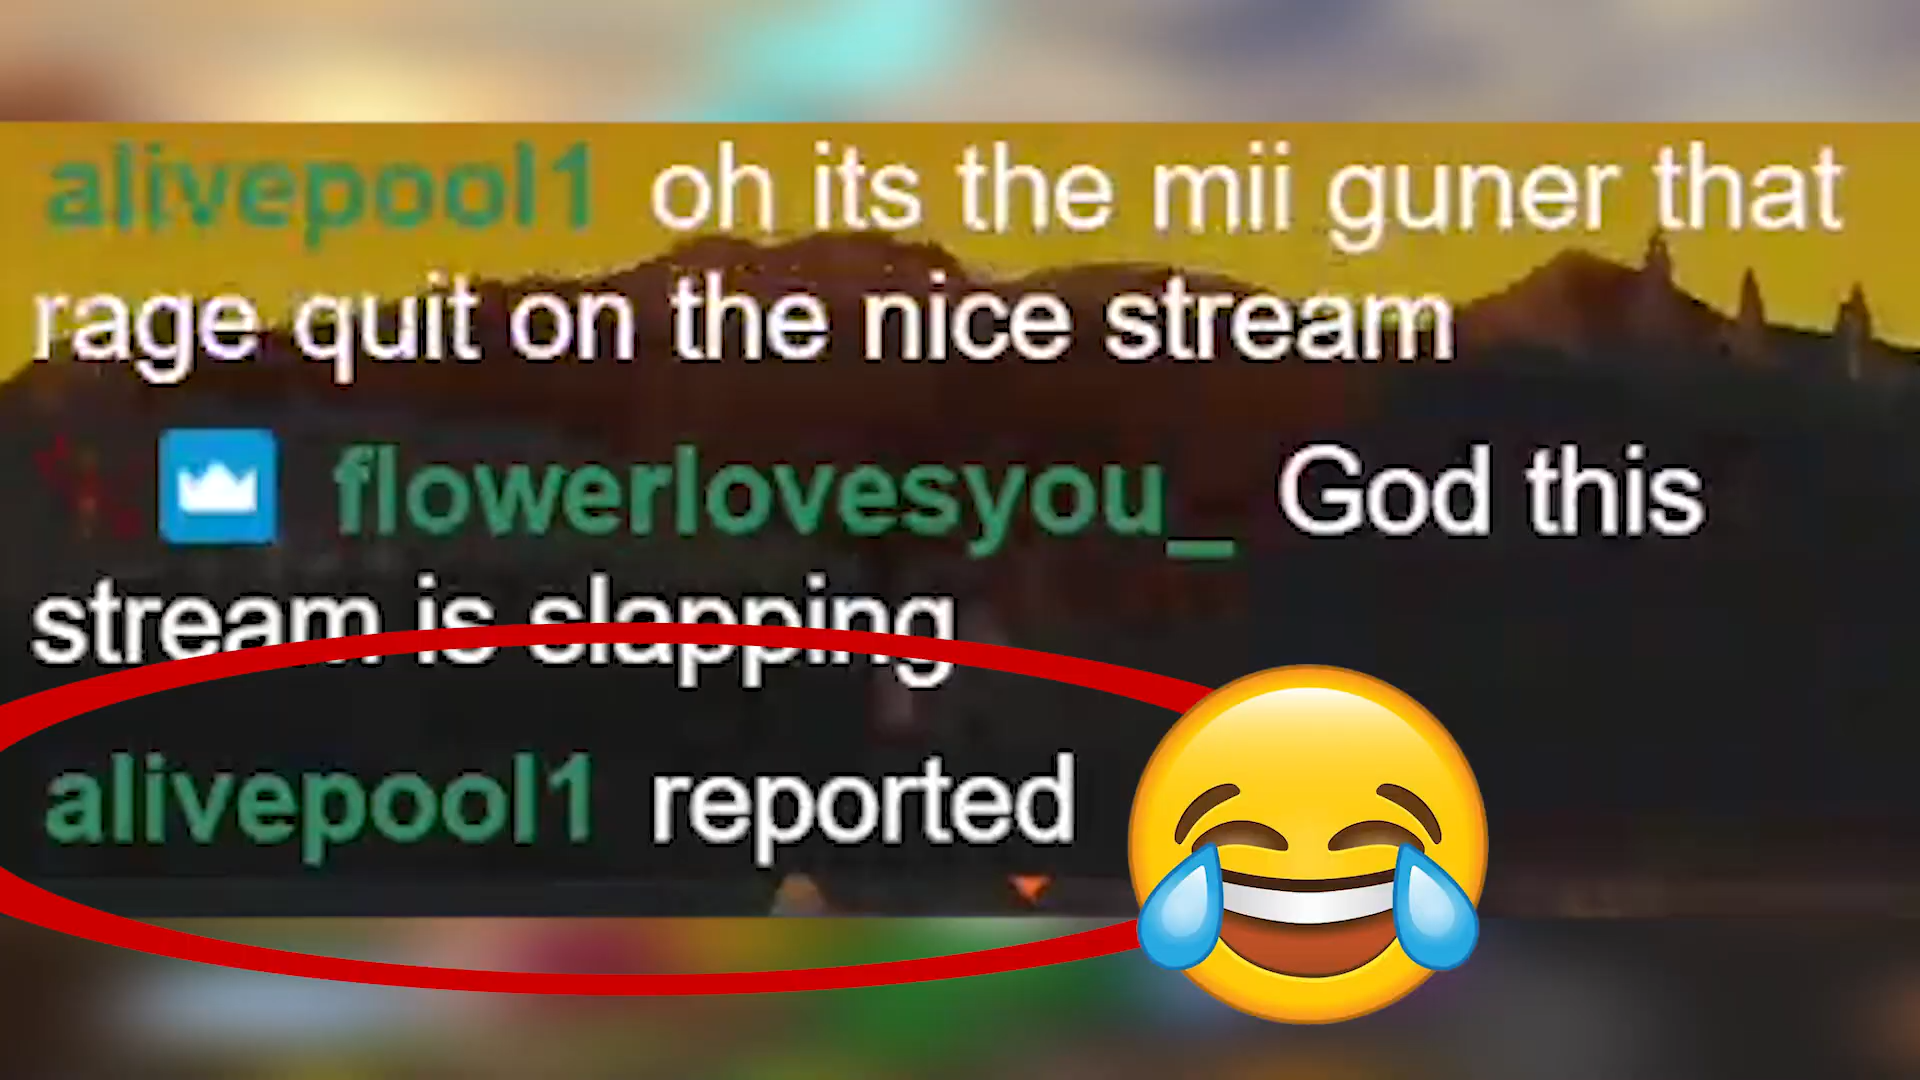 alivepool1 oh its the mii guner that
rage quit on the nice stream
flowerlovesyou_ God this
stream is slapping
alivepool1 reported